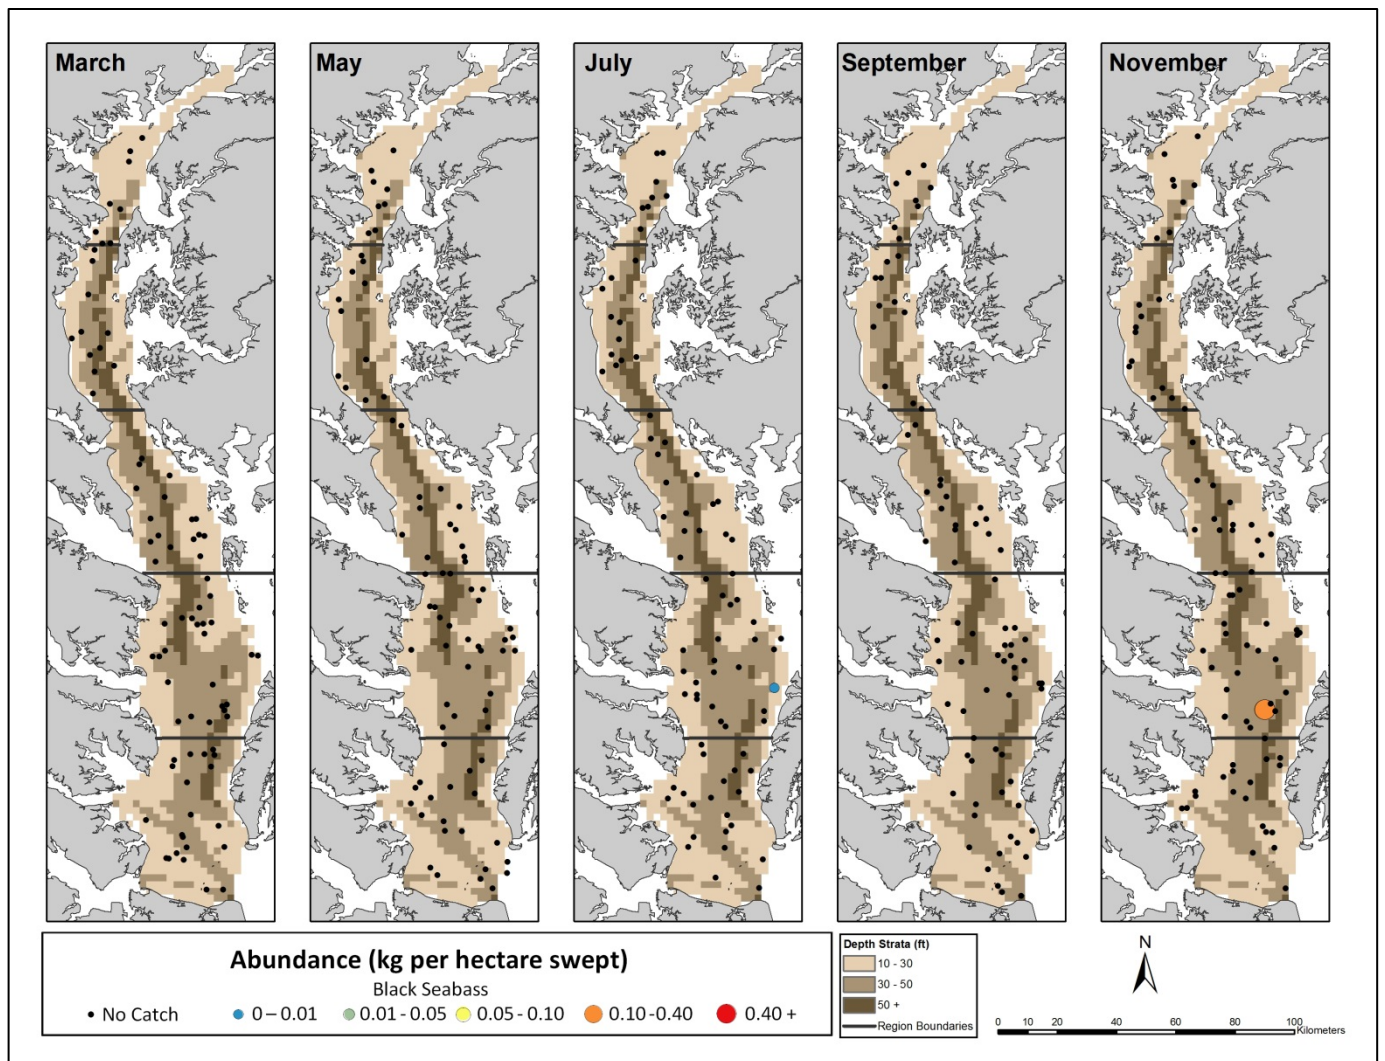 March
May
July
September
November
Abundance (kg per hectare swept)
Black Seabass
No Catch
0 – 0.01
0.01 - 0.05
0.05 - 0.10
0.10 - 0.40
0.40 +
Depth Strata (ft)
10 - 30
30 - 50
50 +
Region Boundaries
N
0 10 20 40 60 80 100
Kilometers